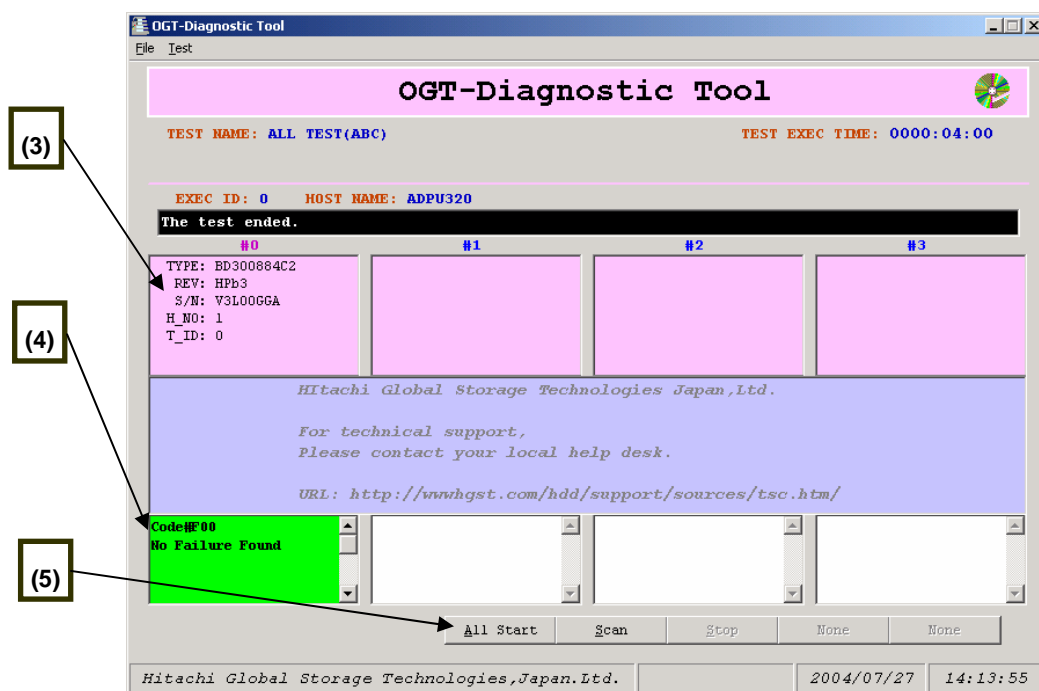 OGT-Diagnostic Tool
File Test
OGT-Diagnostic Tool
TEST NAME: ALL TEST(ABC) TEST EXEC TIME: 0000:04:00
(3)
EXEC ID: 0 HOST NAME: ADPU320
The test ended.
#0 #1 #2 #3
TYPE: BD300884C2
REV: HPb3
S/N: V3L00GGA
H_NO: 1
T_ID: 0
(4)
HItachi Global Storage Technologies Japan,Ltd.
For technical support,
Please contact your local help desk.
URL: http://wwwhgst.com/hdd/support/sources/tsc.htm/
Code#F00
No Failure Found
(5)
All Start Scan Stop None None
Hitachi Global Storage Technologies,Japan.Ltd. 2004/07/27 14:13:55